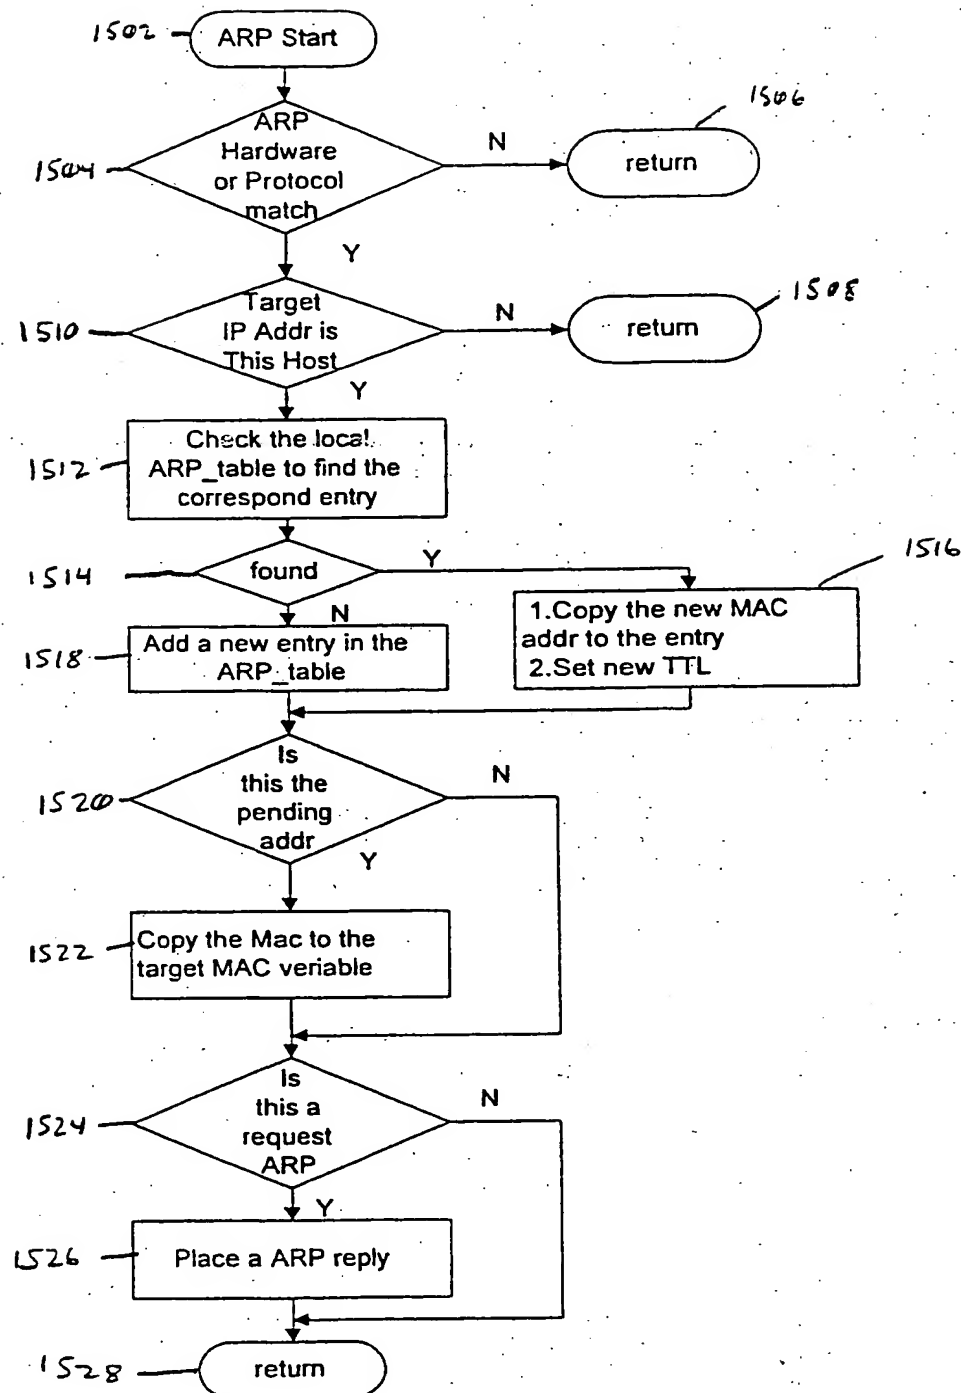 1502
ARP Start
1504
ARP
Hardware
or Protocol
match
N
1506
return
Y
1510
Target
IP Addr is
This Host
N
1508
return
Y
1512
Check the local
ARP_table to find the
correspond entry
1514
found
Y
1516
1.Copy the new MAC
addr to the entry
2.Set new TTL
N
1518
Add a new entry in the
ARP_table
1520
Is
this the
pending
addr
N
Y
1522
Copy the Mac to the
target MAC veriable
1524
Is
this a
request
ARP
N
Y
1526
Place a ARP reply
1528
return